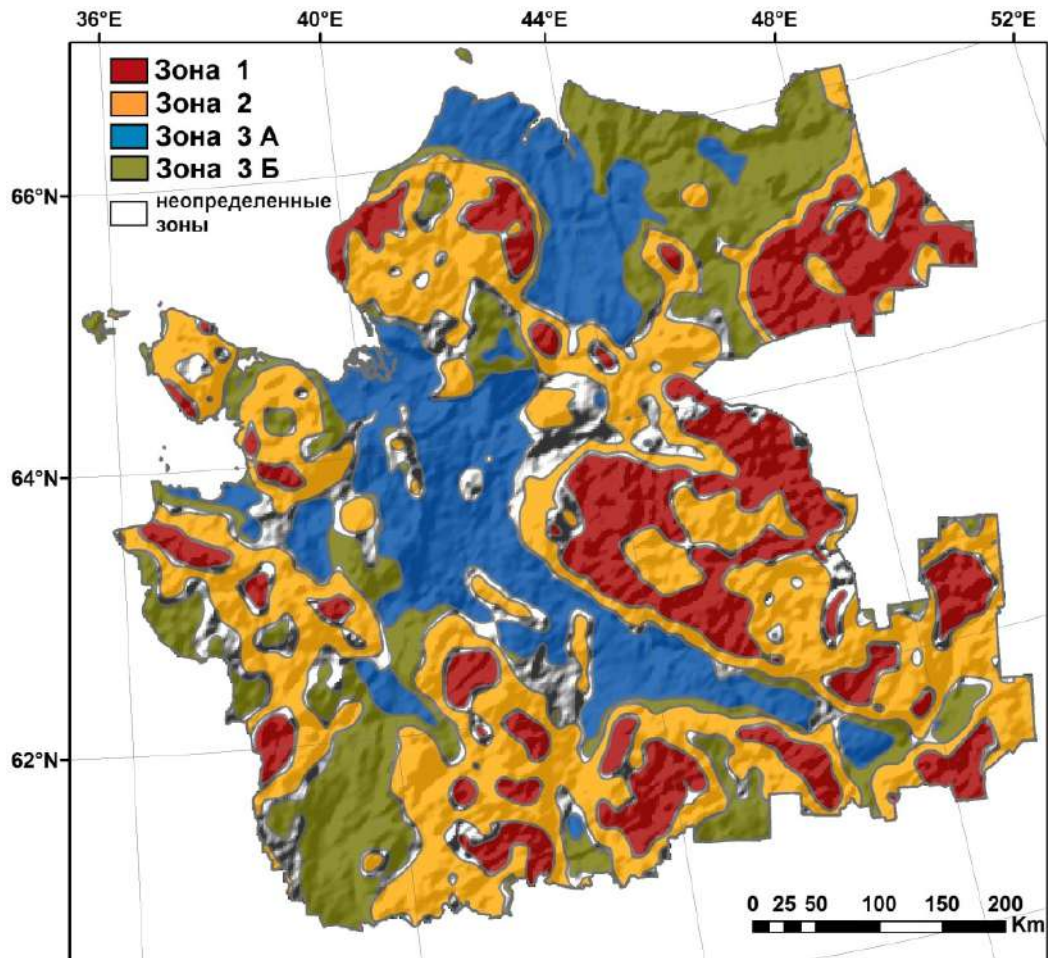 36°E 40°E 44°E 48°E 52°E
Зона 1
Зона 2
Зона 3 А
Зона 3 Б
неопределенные
зоны
66°N
64°N
62°N
0 25 50 100 150 200
Km